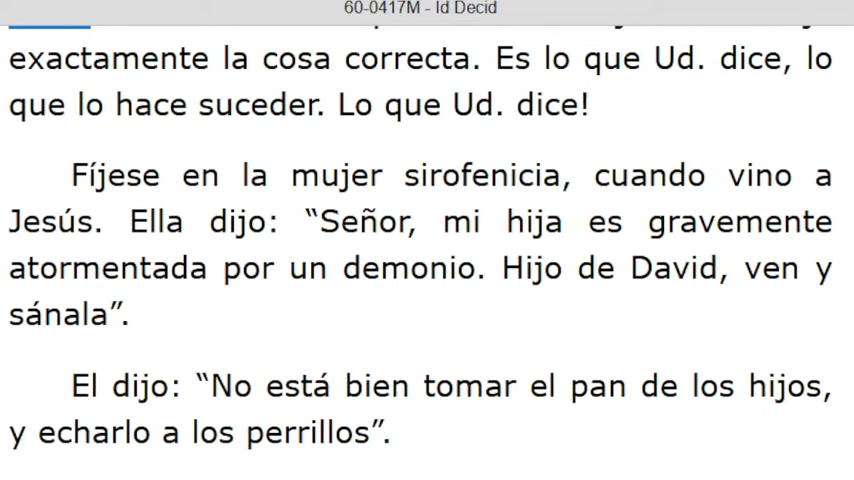 60-0417M - Id Decid
exactamente la cosa correcta. Es lo que Ud. dice, lo
que lo hace suceder. Lo que Ud. dice!
Fíjese en la mujer sirofenicia, cuando vino a
Jesús. Ella dijo: “Señor, mi hija es gravemente
atormentada por un demonio. Hijo de David, ven y
sánala”.
El dijo: “No está bien tomar el pan de los hijos,
y echarlo a los perrillos”.